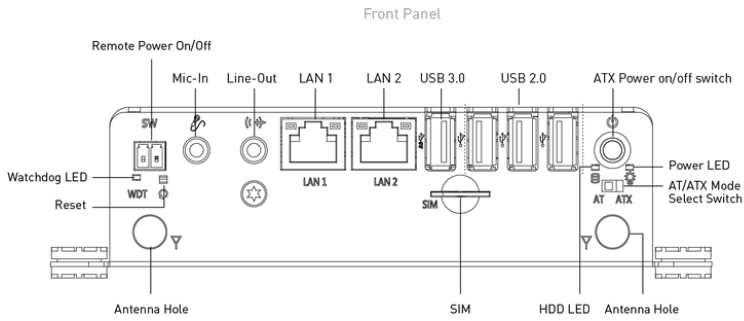 Front Panel
Remote Power On/Off
Mic-In
Line-Out
LAN 1
LAN 2
USB 3.0
USB 2.0
ATX Power on/off switch
SW
LAN 1
LAN 2
Watchdog LED
WDT
Reset
SIM
Power LED
AT/ATX Mode
Select Switch
AT
ATX
Antenna Hole
SIM
HDD LED
Antenna Hole